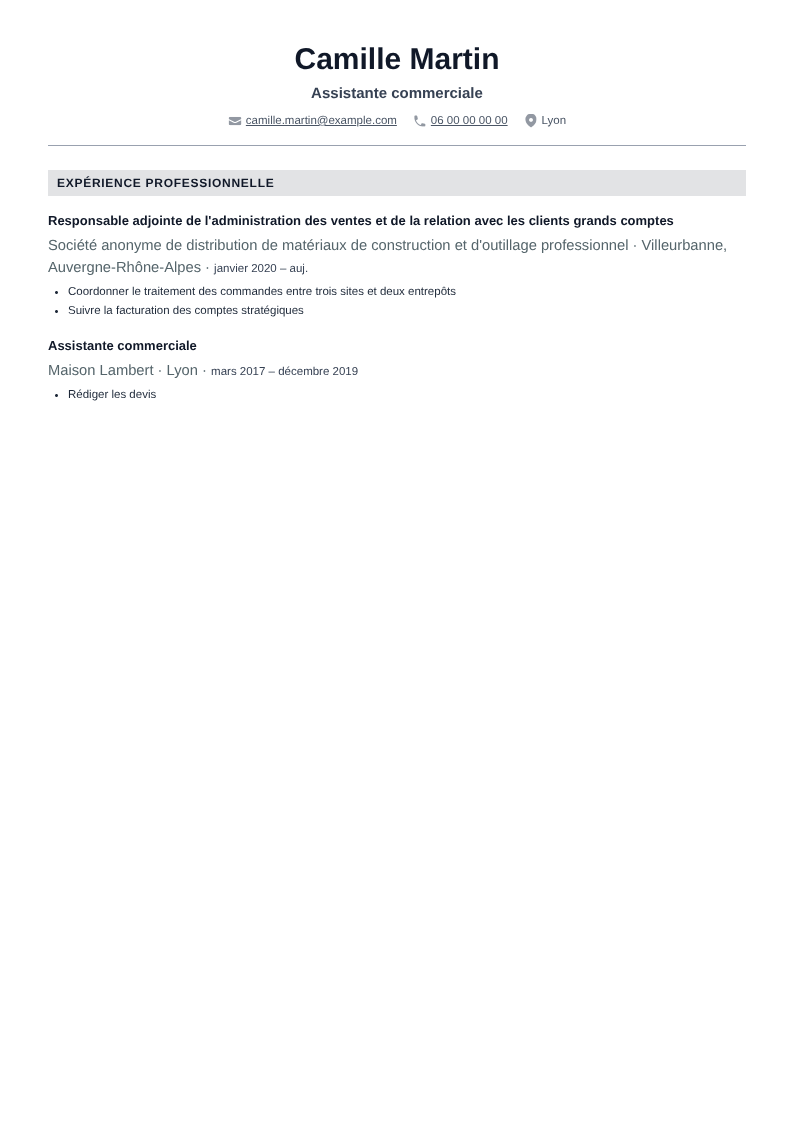 Camille Martin
Assistante commerciale
camille.martin@example.com 06 00 00 00 00 Lyon
EXPÉRIENCE PROFESSIONNELLE
Responsable adjointe de l'administration des ventes et de la relation avec les clients grands comptes
Société anonyme de distribution de matériaux de construction et d'outillage professionnel · Villeurbanne,
Auvergne-Rhône-Alpes · janvier 2020 – auj.
• Coordonner le traitement des commandes entre trois sites et deux entrepôts
• Suivre la facturation des comptes stratégiques
Assistante commerciale
Maison Lambert · Lyon · mars 2017 – décembre 2019
• Rédiger les devis